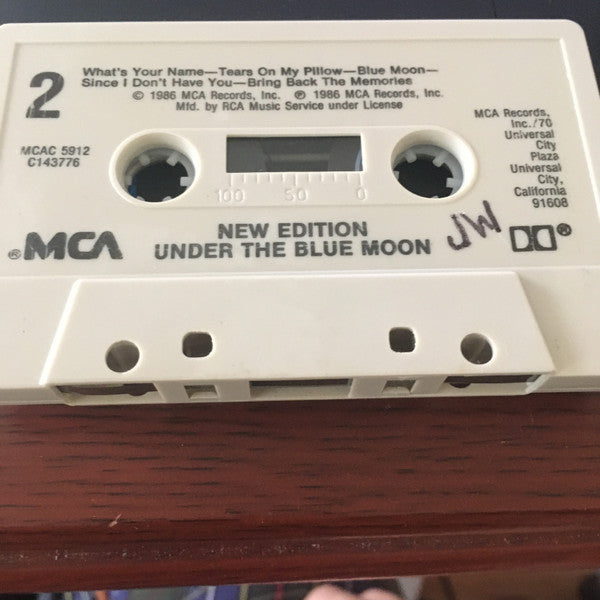 2
What's Your Name—Tears On My Pillow—Blue Moon—
Since I Don't Have You—Bring Back The Memories
© 1986 MCA Records, Inc. ℗ 1986 MCA Records, Inc.
Mfd. by RCA Music Service under License
MCAC 5912
C143776
MCA Records,
Inc./70
Universal
City
Plaza
Universal
City,
California
91608
100 50 0
®MCA
NEW EDITION
UNDER THE BLUE MOON
JW
®